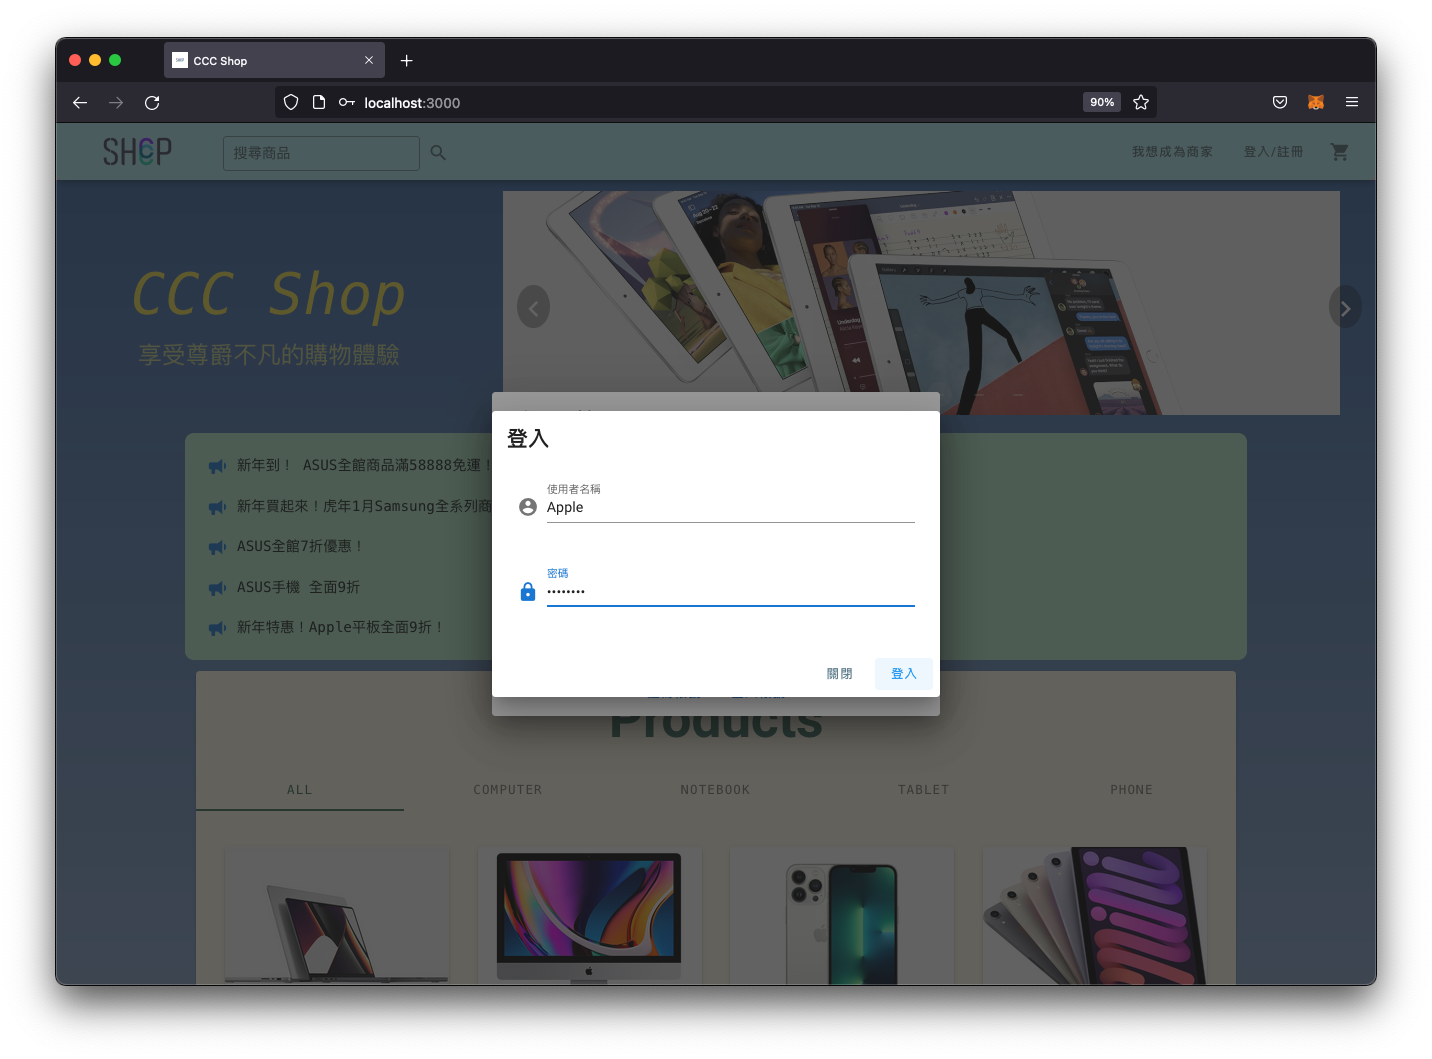 CCC Shop
localhost:3000
90%
SHOP
搜尋商品
我想成為商家
登入/註冊
CCC Shop
享受尊爵不凡的購物體驗
新年到！ ASUS全館商品滿58888免運！
新年買起來！虎年1月Samsung全系列商
ASUS全館7折優惠！
ASUS手機 全面9折
新年特惠！Apple平板全面9折！
登入
使用者名稱
Apple
密碼
••••••••
關閉
登入
Products
ALL
COMPUTER
NOTEBOOK
TABLET
PHONE